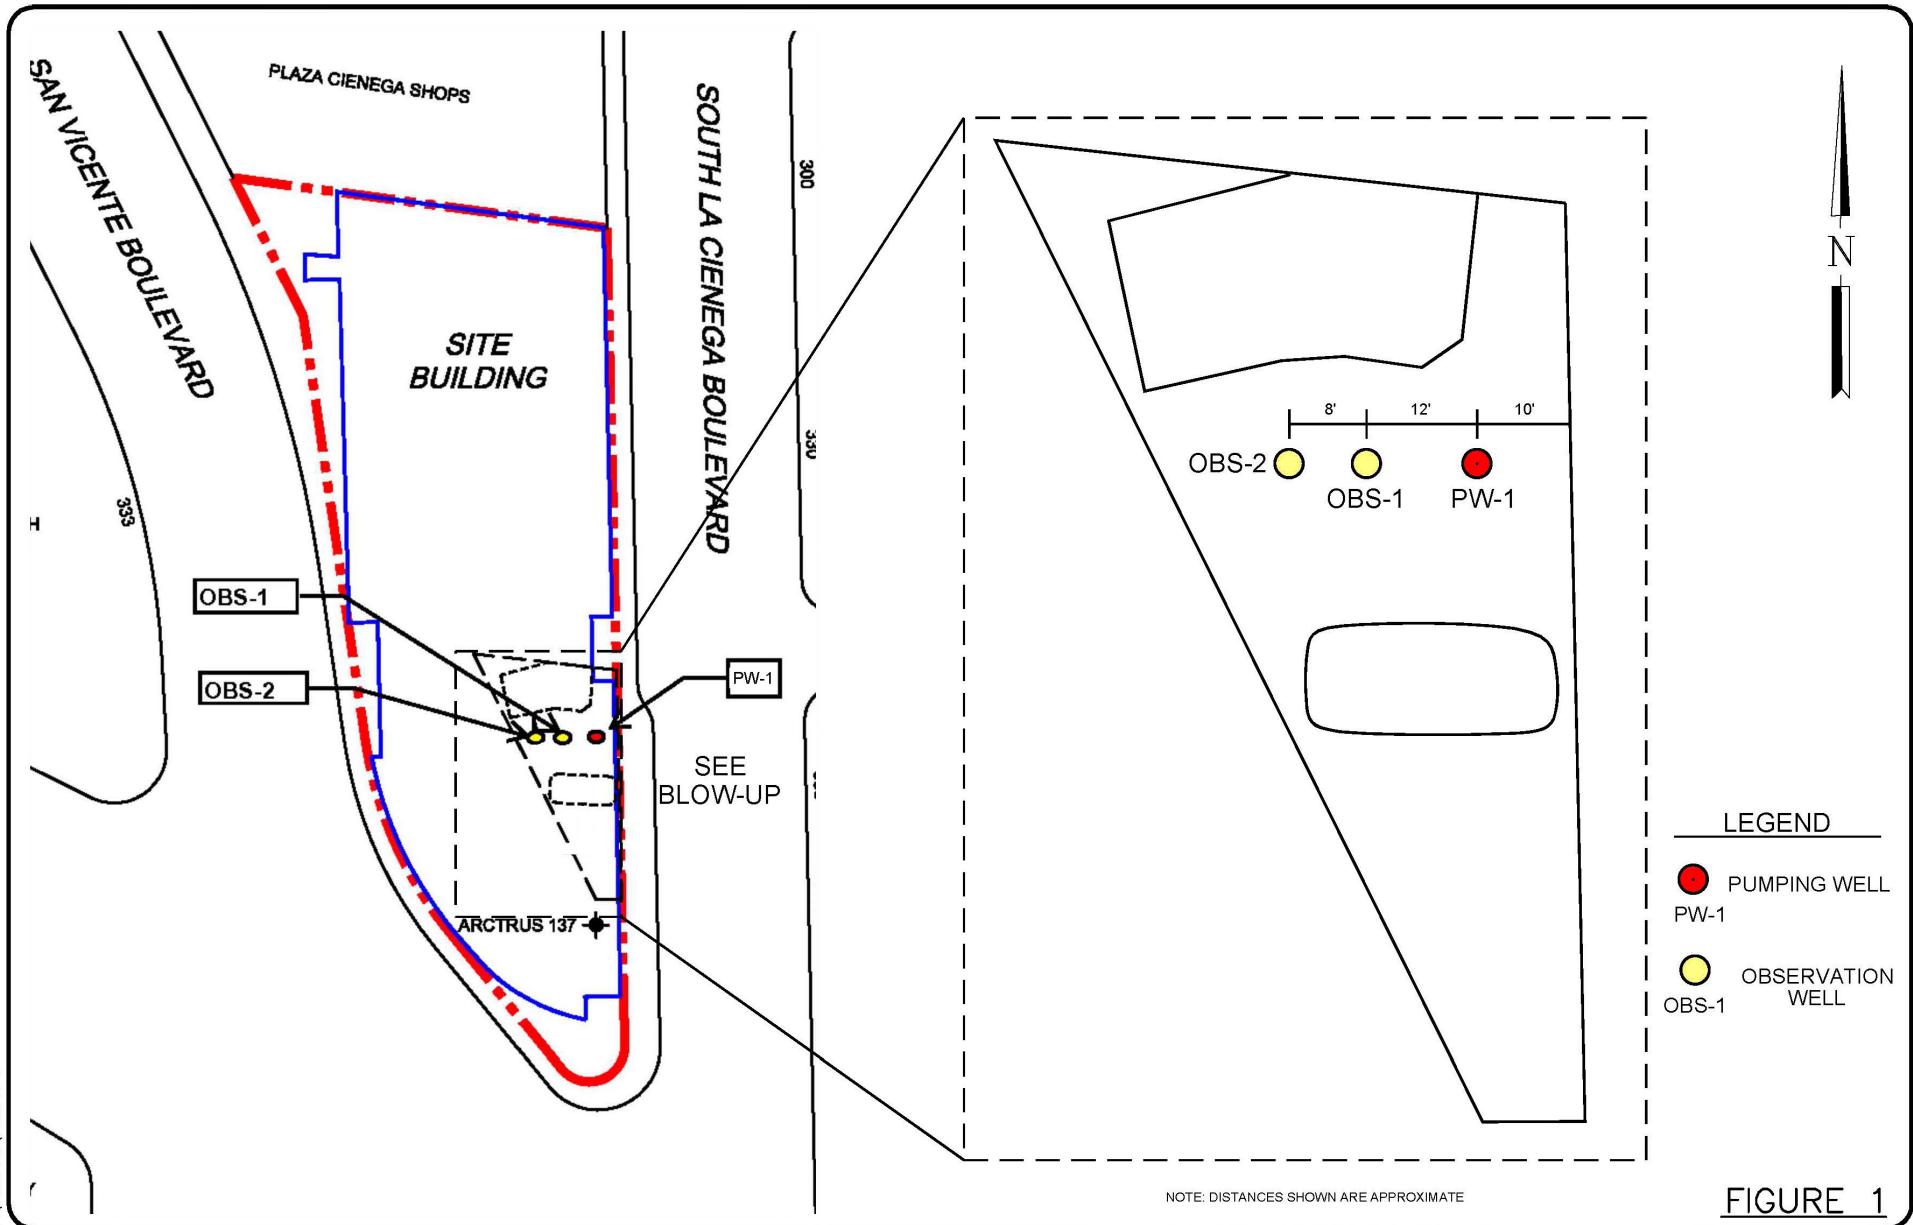 PLAZA CIENEGA SHOPS
SAN VICENTE BOULEVARD
SOUTH LA CIENEGA BOULEVARD
300
330
333
H
SITE
BUILDING
OBS-1
OBS-2
PW-1
SEE
BLOW-UP
ARCTRUS 137
8'
12'
10'
OBS-2
OBS-1
PW-1
N
LEGEND
PUMPING WELL
PW-1
OBSERVATION
WELL
OBS-1
NOTE: DISTANCES SHOWN ARE APPROXIMATE
FIGURE 1